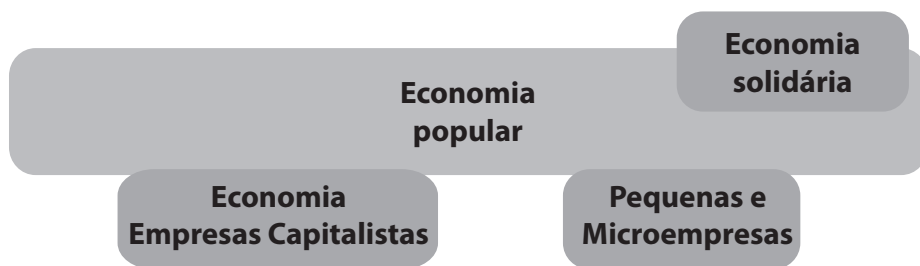 Economia
solidária
Economia
popular
Economia
Empresas Capitalistas
Pequenas e
Microempresas